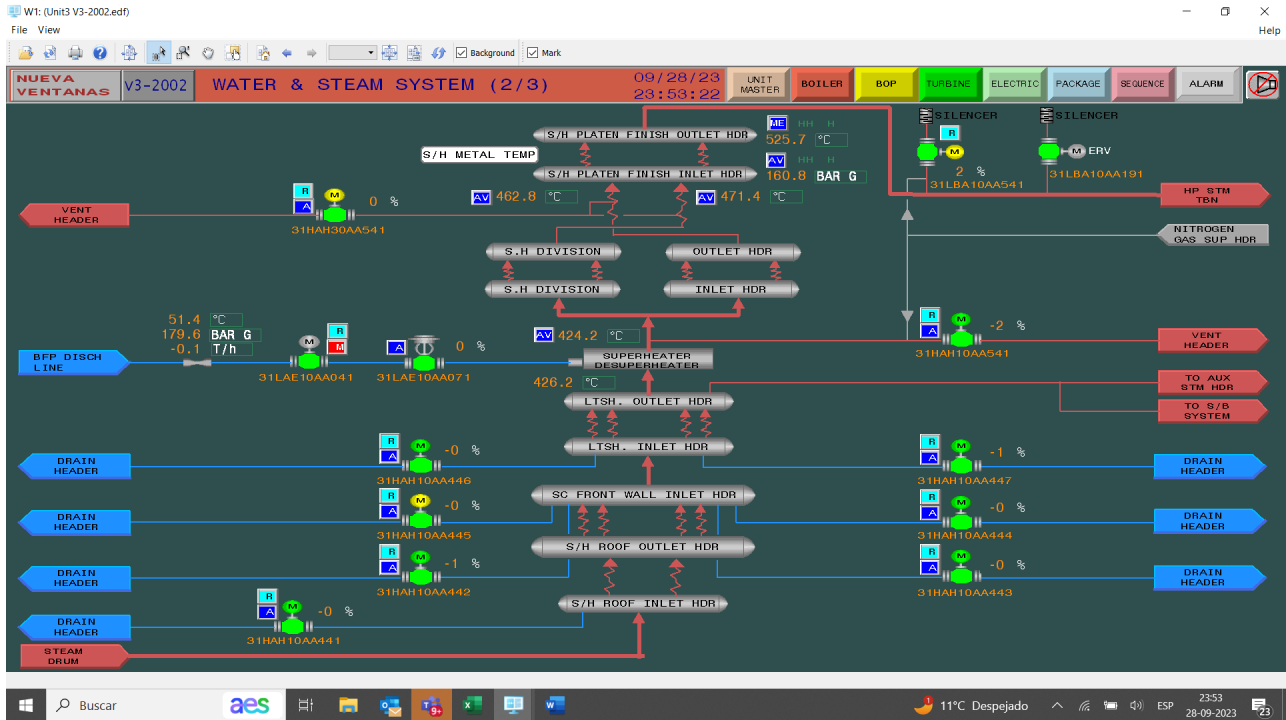 W1: (Unit3 V3-2002.edf)
File View Help
Background Mark
NUEVA
VENTANAS
V3-2002
WATER & STEAM SYSTEM (2/3)
09/28/23
23:53:22
UNIT
MASTER
BOILER
BOP
TURBINE
ELECTRIC
PACKAGE
SEQUENCE
ALARM
S/H PLATEN FINISH OUTLET HDR
ME HH H
525.7 °C
SILENCER
SILENCER
R
M
M ERV
S/H METAL TEMP
AV HH H
160.8 BAR G
S/H PLATEN FINISH INLET HDR
2 %
31LBA10AA541
31LBA10AA191
R
A
M
0 %
31HAH30AA541
VENT
HEADER
AV 462.8 °C
AV 471.4 °C
HP STM
TBN
NITROGEN
GAS SUP HDR
S.H DIVISION
OUTLET HDR
S.H DIVISION
INLET HDR
51.4 °C
179.6 BAR G
-0.1 T/h
R
M
M
A
0 %
AV 424.2 °C
R
A
M
-2 %
31HAH10AA541
VENT
HEADER
BFP DISCH
LINE
31LAE10AA041
31LAE10AA071
SUPERHEATER
DESUPERHEATER
426.2 °C
TO AUX
STM HDR
TO S/B
SYSTEM
LTSH. OUTLET HDR
LTSH. INLET HDR
DRAIN
HEADER
R
A
M
-0 %
31HAH10AA446
R
A
M
-1 %
31HAH10AA447
DRAIN
HEADER
SC FRONT WALL INLET HDR
DRAIN
HEADER
R
A
M
-0 %
31HAH10AA445
R
A
M
-0 %
31HAH10AA444
DRAIN
HEADER
S/H ROOF OUTLET HDR
DRAIN
HEADER
R
A
M
-1 %
31HAH10AA442
R
A
M
-0 %
31HAH10AA443
DRAIN
HEADER
S/H ROOF INLET HDR
DRAIN
HEADER
R
A
M
-0 %
31HAH10AA441
STEAM
DRUM
Buscar
aes
9+
1
11°C Despejado
ESP
23:53
28-09-2023
23